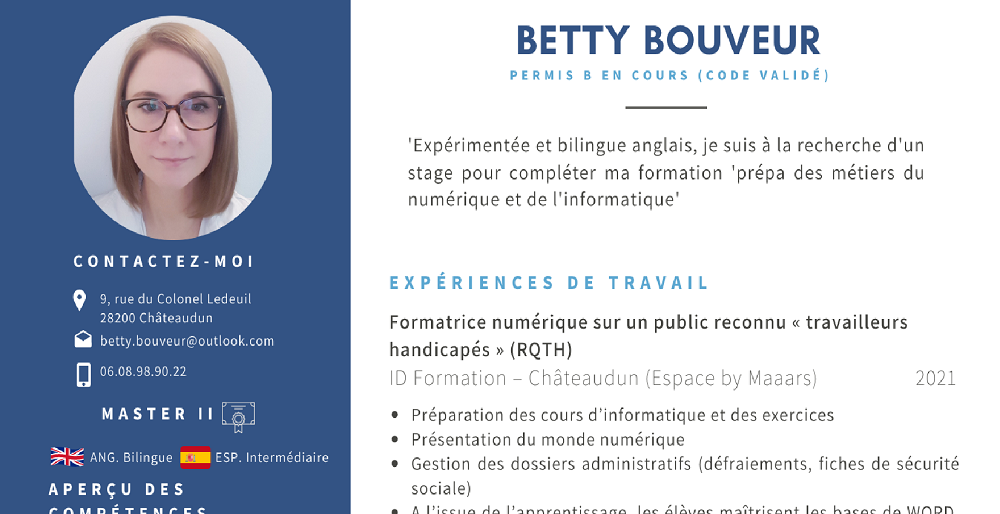 CONTACTEZ-MOI
9, rue du Colonel Ledeuil
28200 Châteaudun
betty.bouveur@outlook.com
06.08.98.90.22
MASTER II
ANG. Bilingue ESP. Intermédiaire
APERÇU DES
COMPÉTENCES
BETTY BOUVEUR
PERMIS B EN COURS (CODE VALIDÉ)
'Expérimentée et bilingue anglais, je suis à la recherche d'un
stage pour compléter ma formation 'prépa des métiers du
numérique et de l'informatique'
EXPÉRIENCES DE TRAVAIL
Formatrice numérique sur un public reconnu « travailleurs
handicapés » (RQTH)
ID Formation – Châteaudun (Espace by Maaars) 2021
• Préparation des cours d'informatique et des exercices
• Présentation du monde numérique
• Gestion des dossiers administratifs (défraiements, fiches de sécurité
sociale)
• A l'issue de l'apprentissage, les élèves maîtrisent les bases de WORD,